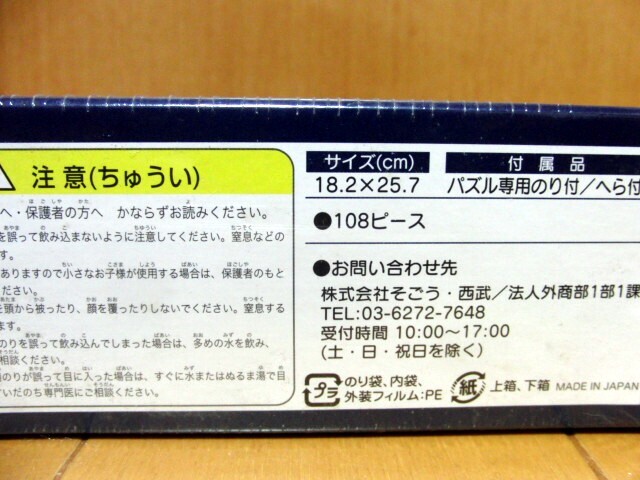 注意(ちゅうい)
へ・保護者の方へ かならずお読みください。
を誤って飲み込まないように注意してください。窒息などの
ありますので小さなお子様が使用する場合は、保護者のもと
ださい。
を頭から被ったり、顔を覆ったりしないでください。窒息する
ます。
のりを誤って飲み込んでしまった場合は、多めの水を飲み、
相談ください。
のりが誤って目に入った場合は、すぐに水またはぬるま湯で目
いだのち専門医にご相談ください。
サイズ(cm) 付属品
18.2×25.7 パズル専用のり付/へら付
●108ピース
●お問い合わせ先
株式会社そごう・西武/法人外商部1部1課
TEL:03-6272-7648
受付時間 10:00〜17:00
(土・日・祝日を除く)
プラ のり袋、内袋、
外装フィルム:PE
紙 上箱、下箱 MADE IN JAPAN